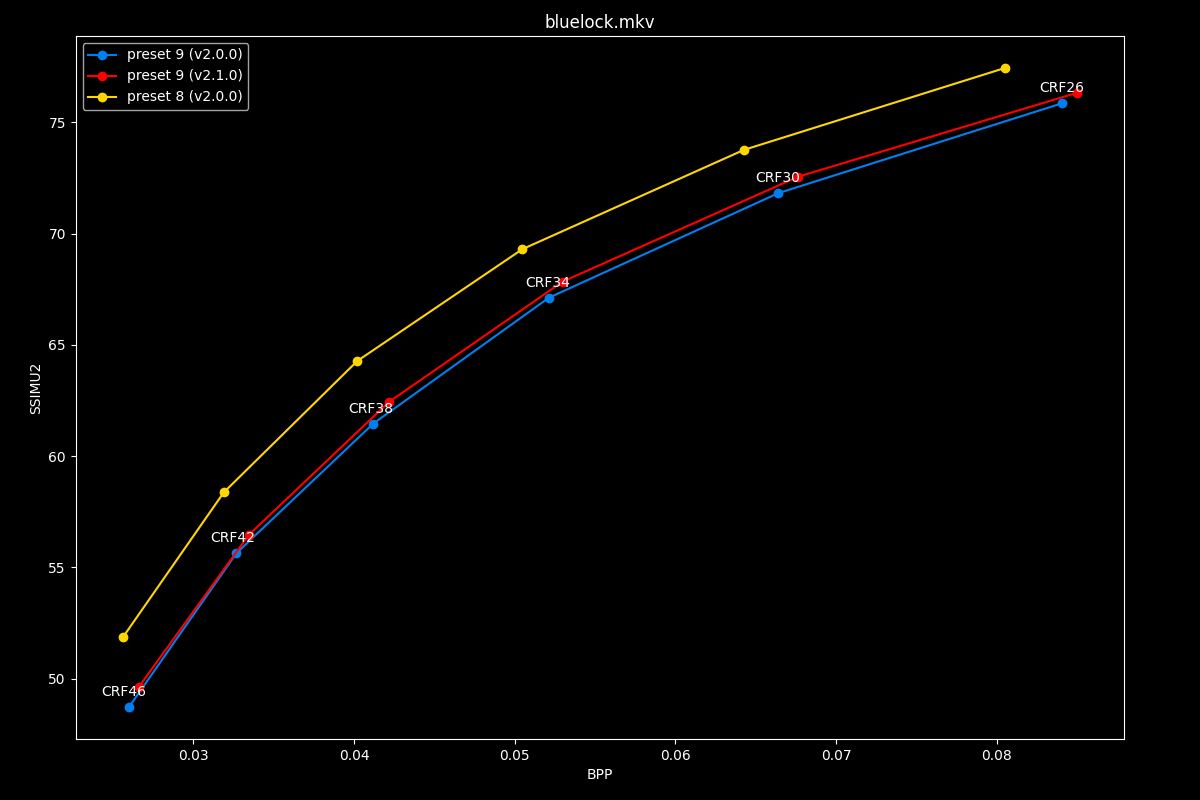 bluelock.mkv
preset 9 (v2.0.0)
preset 9 (v2.1.0)
preset 8 (v2.0.0)
CRF26
CRF30
CRF34
CRF38
CRF42
CRF46
SSIMU2
75
70
65
60
55
50
0.03 0.04 0.05 0.06 0.07 0.08
BPP